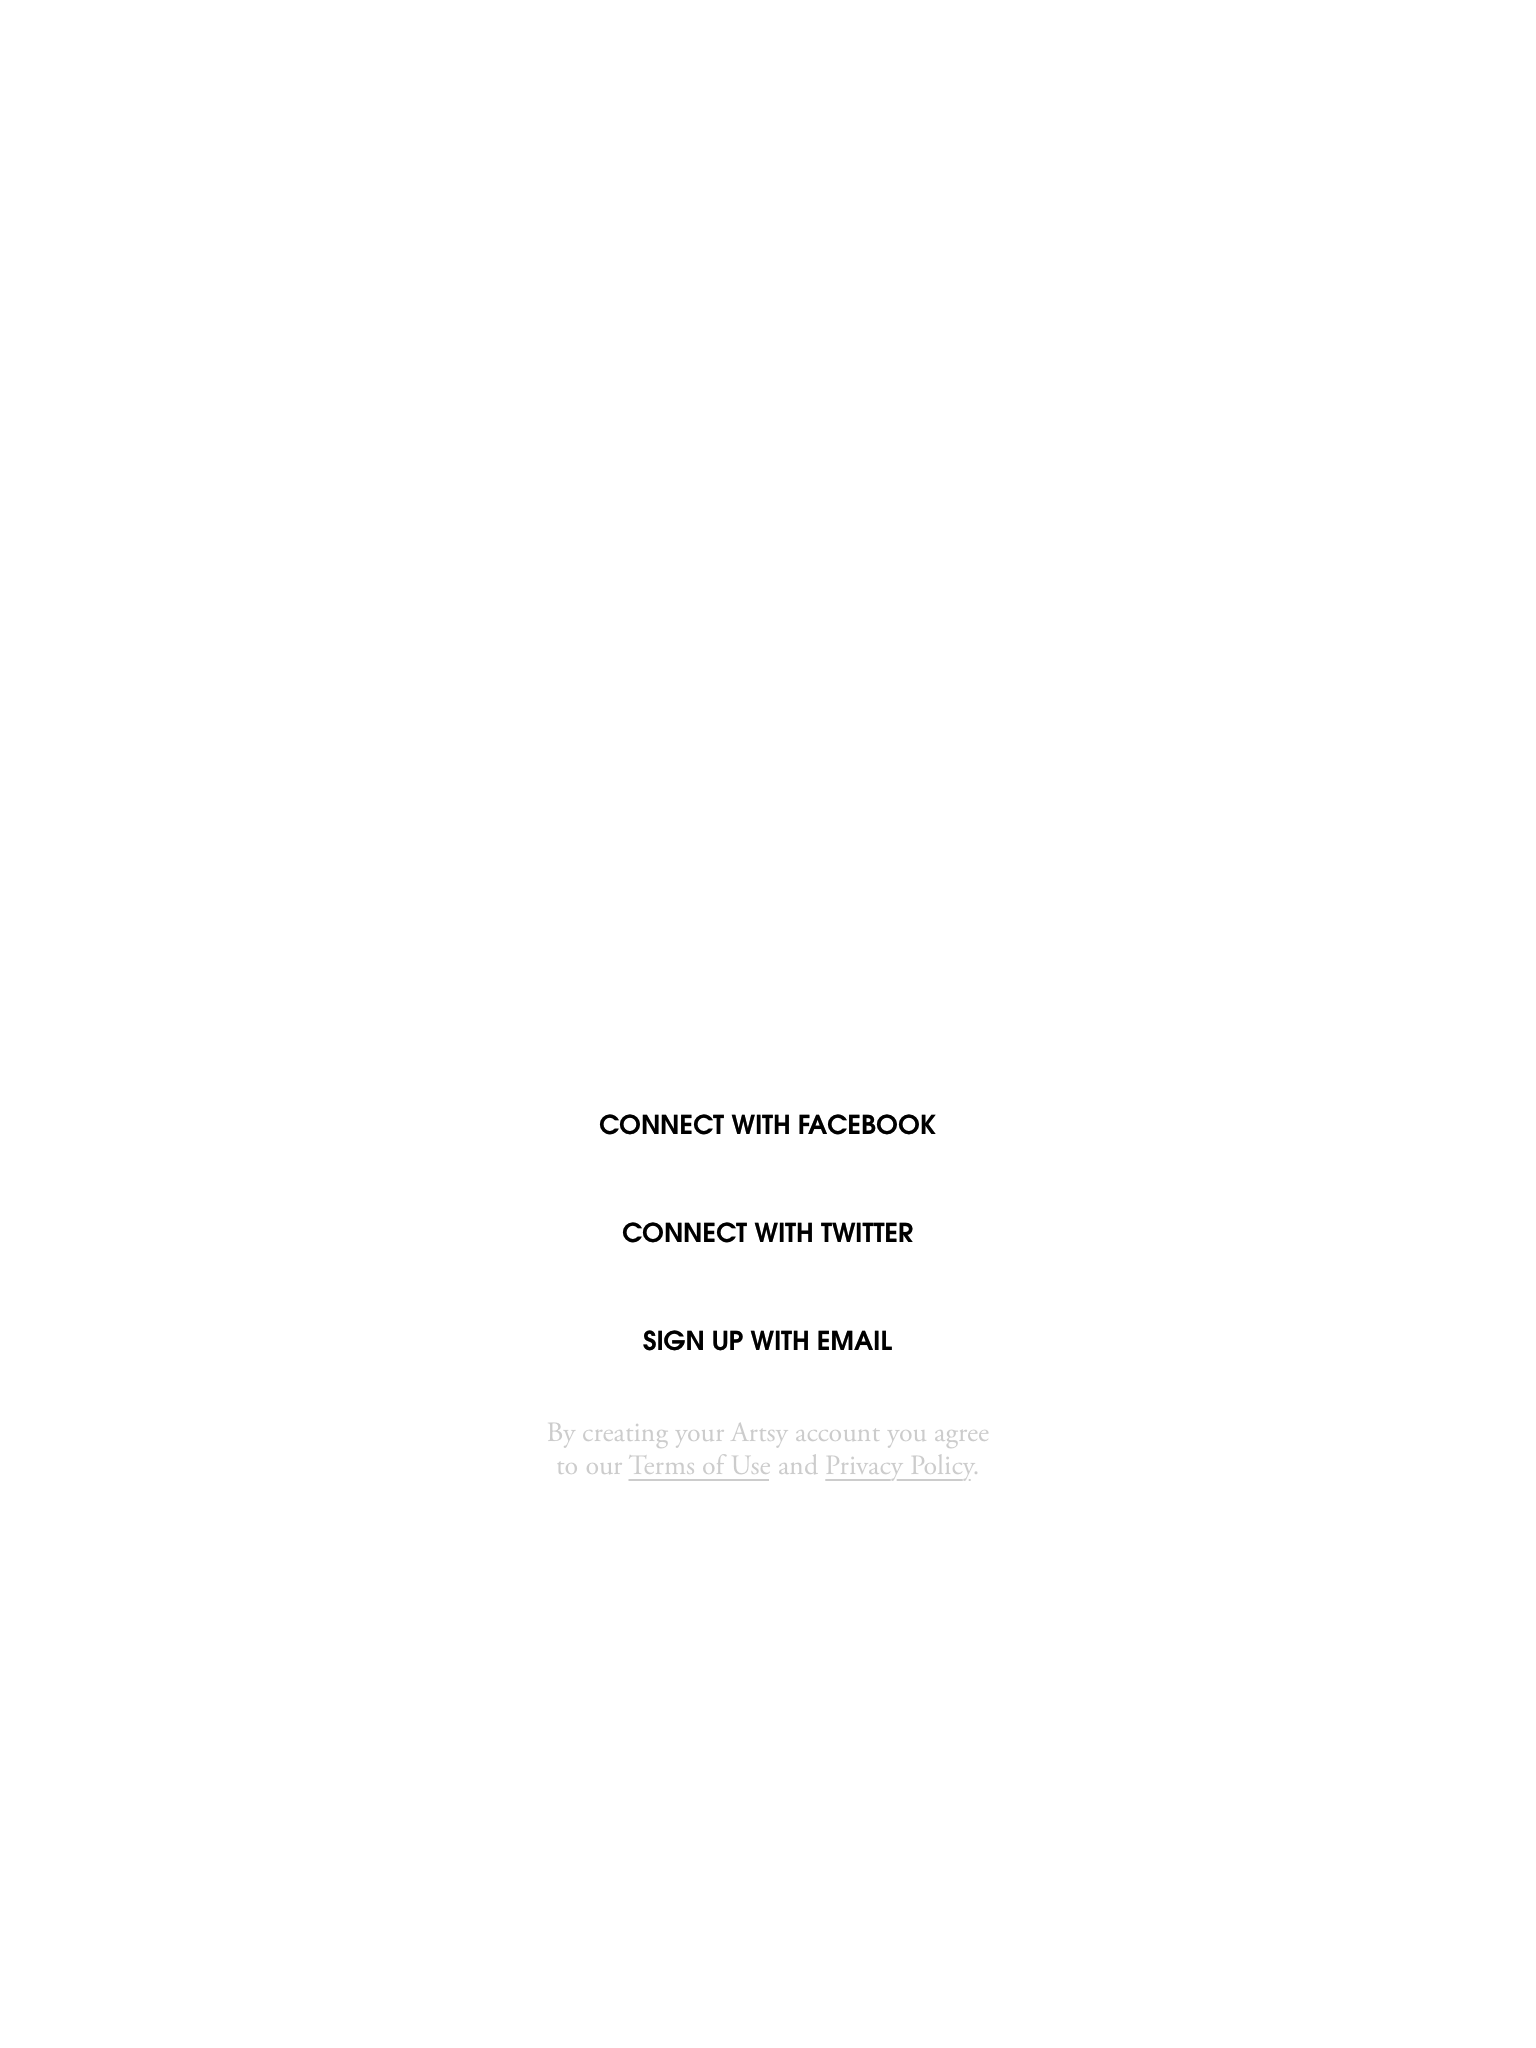 CONNECT WITH FACEBOOK
CONNECT WITH TWITTER
SIGN UP WITH EMAIL
By creating your Artsy account you agree
to our Terms of Use and Privacy Policy.